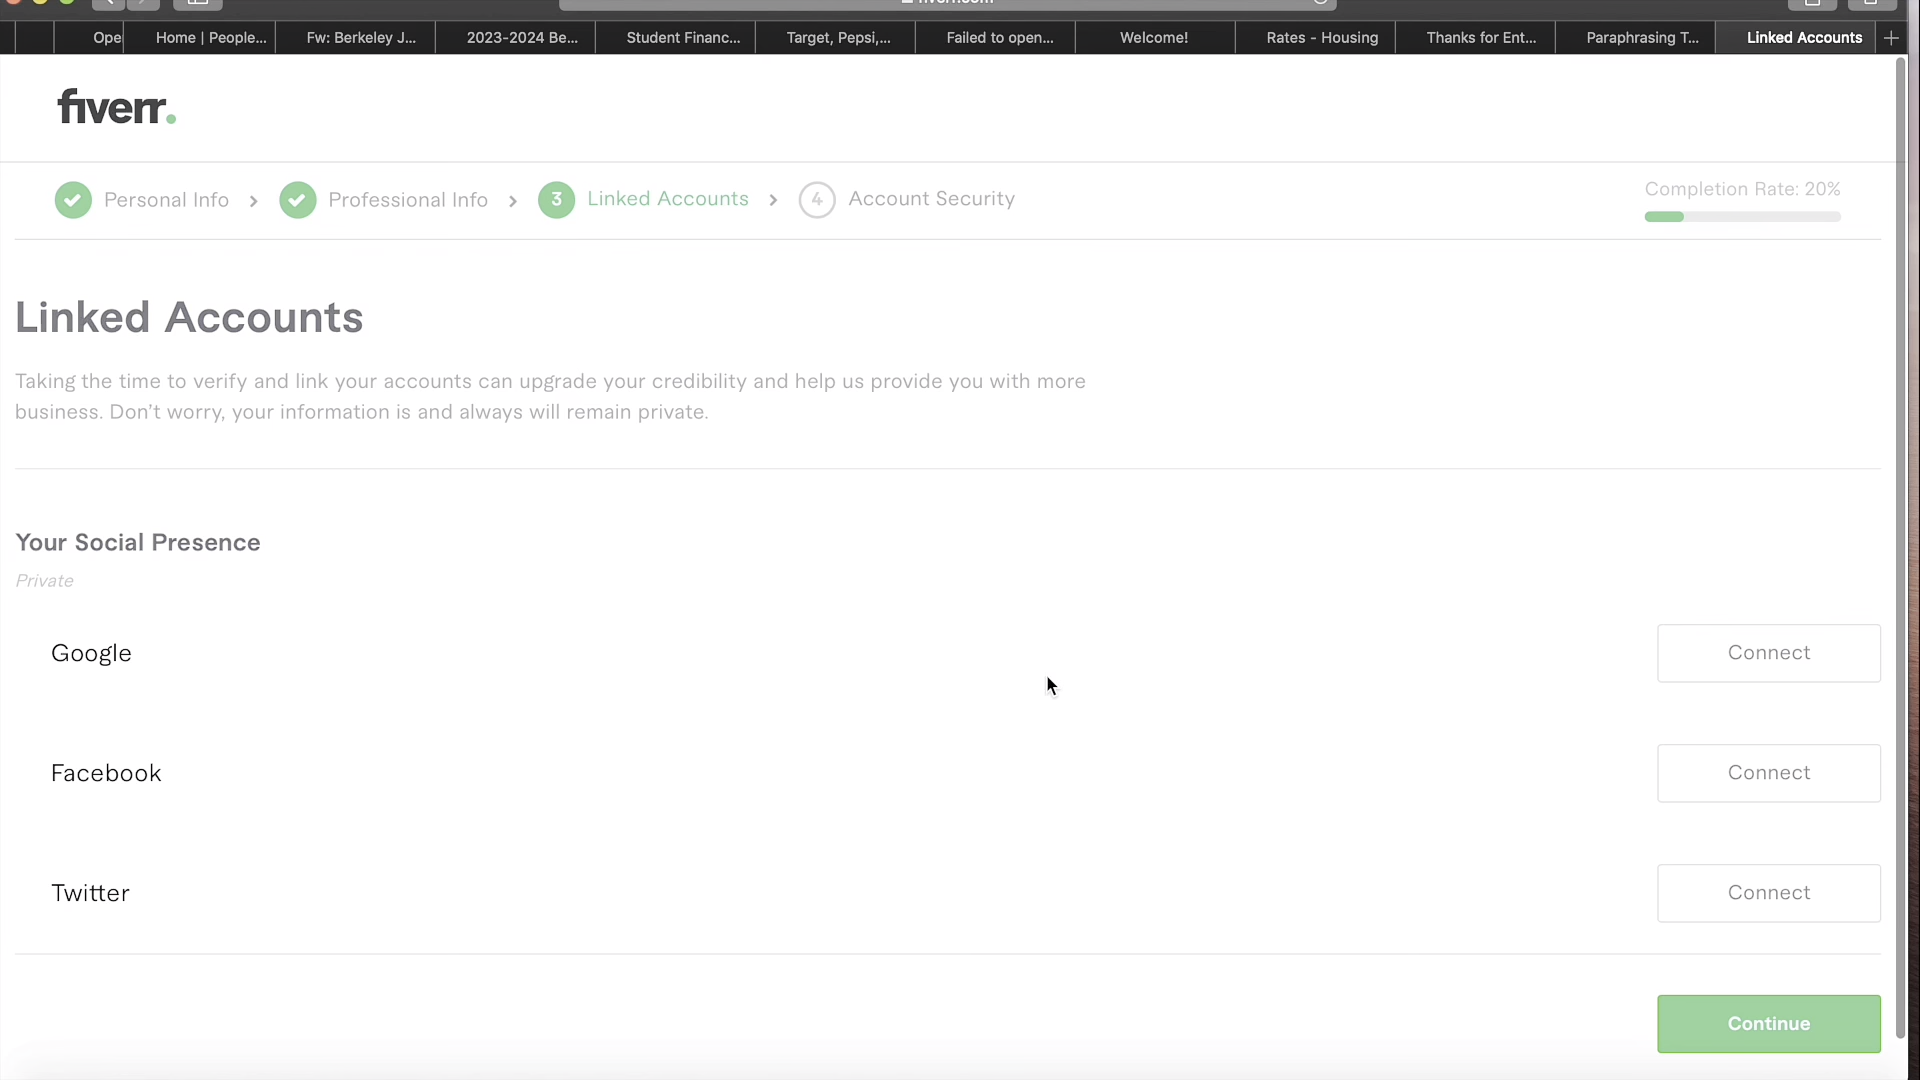 Ope
Home | People...
Fw: Berkeley J...
2023-2024 Be...
Student Financ...
Target, Pepsi,...
Failed to open...
Welcome!
Rates - Housing
Thanks for Ent...
Paraphrasing T...
Linked Accounts
fiverr.
Personal Info
Professional Info
3 Linked Accounts
4 Account Security
Completion Rate: 20%
Linked Accounts
Taking the time to verify and link your accounts can upgrade your credibility and help us provide you with more
business. Don't worry, your information is and always will remain private.
Your Social Presence
Private
Google
Connect
Facebook
Connect
Twitter
Connect
Continue